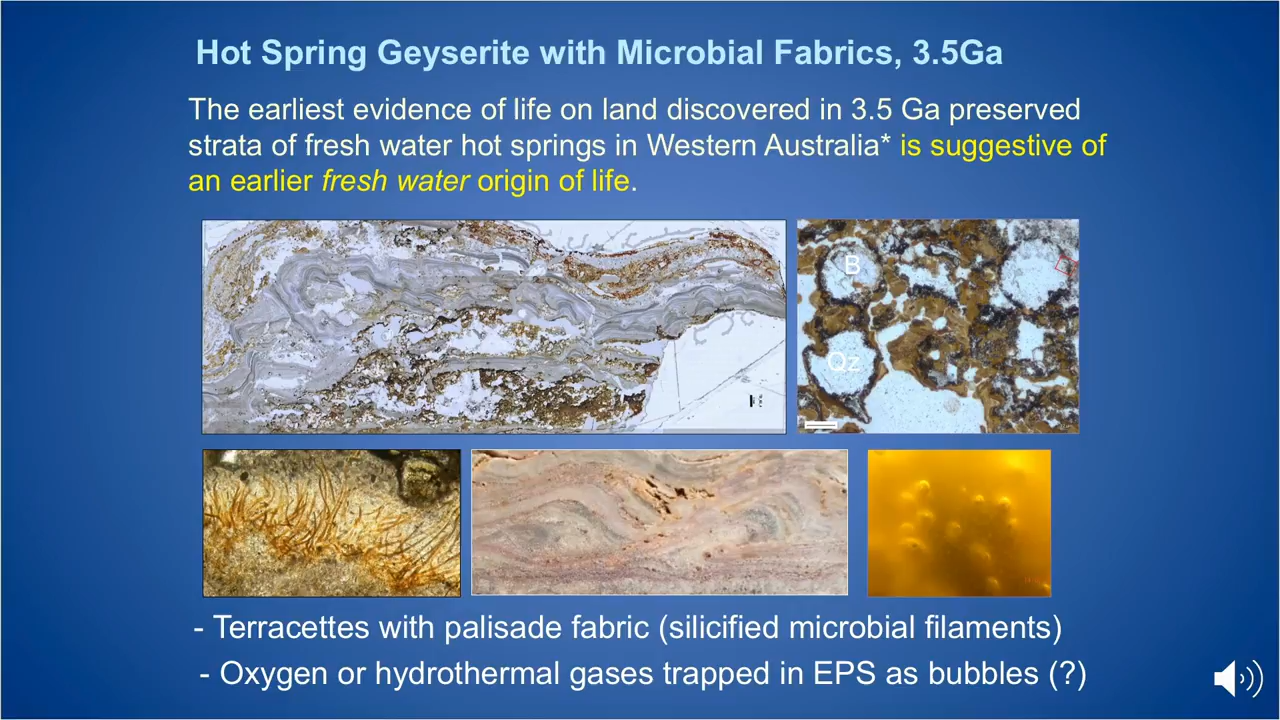 Hot Spring Geyserite with Microbial Fabrics, 3.5Ga
The earliest evidence of life on land discovered in 3.5 Ga preserved
strata of fresh water hot springs in Western Australia* is suggestive of
an earlier fresh water origin of life.
B
Qz
- Terracettes with palisade fabric (silicified microbial filaments)
- Oxygen or hydrothermal gases trapped in EPS as bubbles (?)